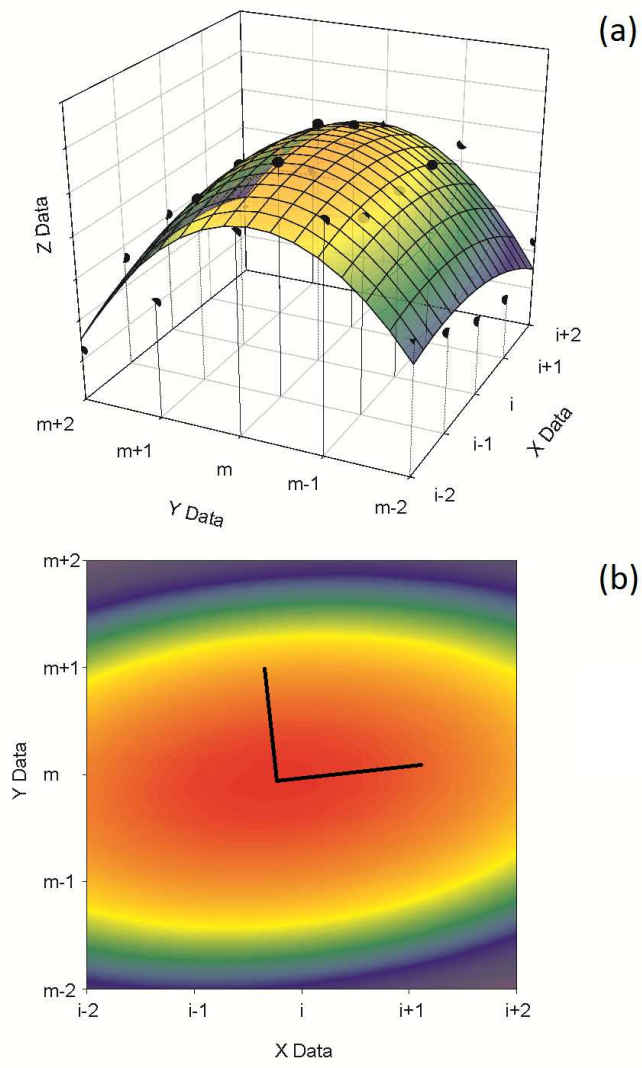 (a)
Z Data
m+2
m+1
m
m-1
m-2
Y Data
i+2
i+1
i
i-1
i-2
X Data
(b)
m+2
m+1
m
m-1
m-2
Y Data
i-2
i-1
i
i+1
i+2
X Data